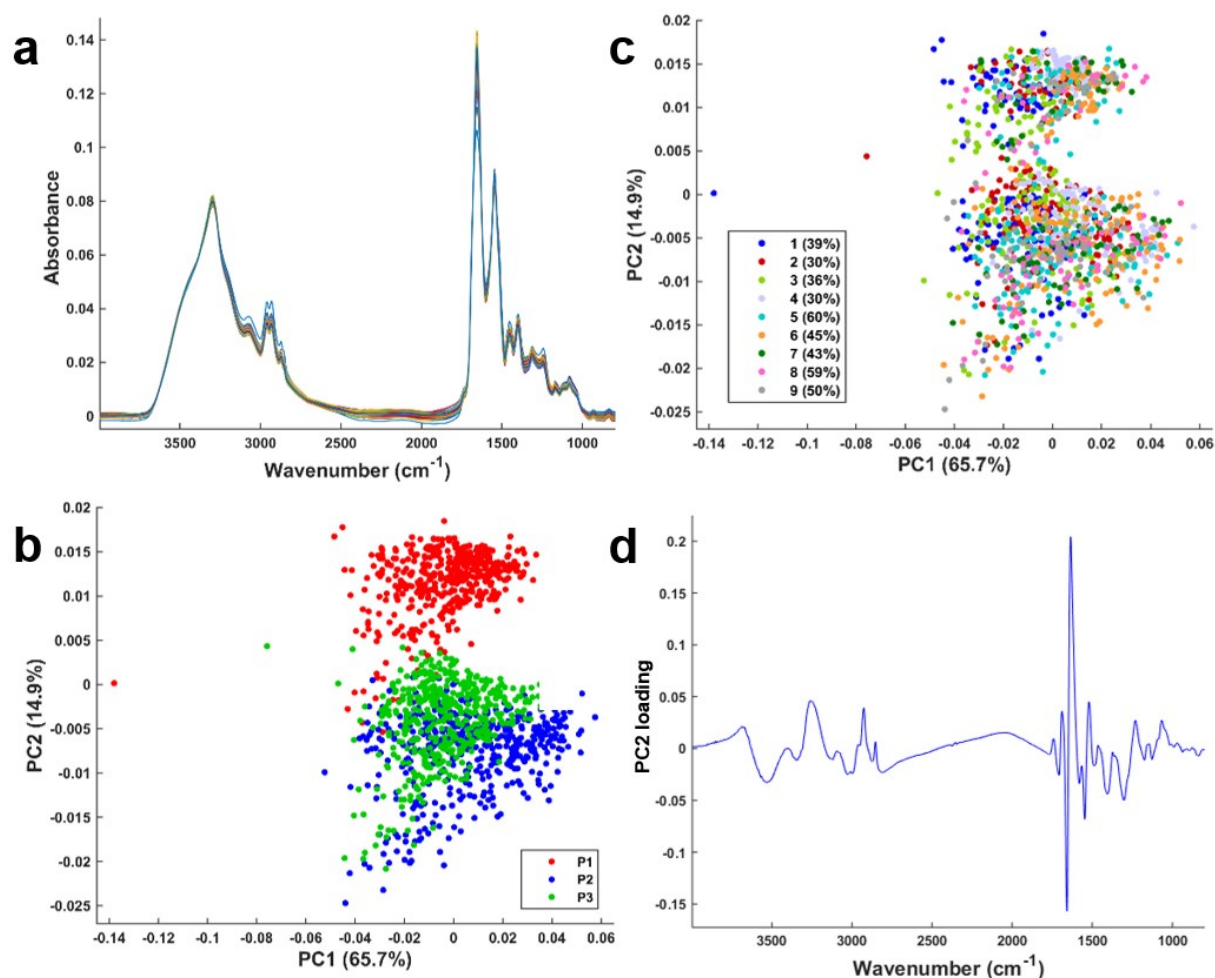 a
Absorbance
0.14
0.12
0.1
0.08
0.06
0.04
0.02
0
3500 3000 2500 2000 1500 1000
Wavenumber (cm-1)
c
PC2 (14.9%)
0.02
0.015
0.01
0.005
0
-0.005
-0.01
-0.015
-0.02
-0.025
1 (39%)
2 (30%)
3 (36%)
4 (30%)
5 (60%)
6 (45%)
7 (43%)
8 (59%)
9 (50%)
-0.14 -0.12 -0.1 -0.08 -0.06 -0.04 -0.02 0 0.02 0.04 0.06
PC1 (65.7%)
b
PC2 (14.9%)
0.02
0.015
0.01
0.005
0
-0.005
-0.01
-0.015
-0.02
-0.025
P1
P2
P3
-0.14 -0.12 -0.1 -0.08 -0.06 -0.04 -0.02 0 0.02 0.04 0.06
PC1 (65.7%)
d
PC2 loading
0.2
0.15
0.1
0.05
0
-0.05
-0.1
-0.15
3500 3000 2500 2000 1500 1000
Wavenumber (cm-1)